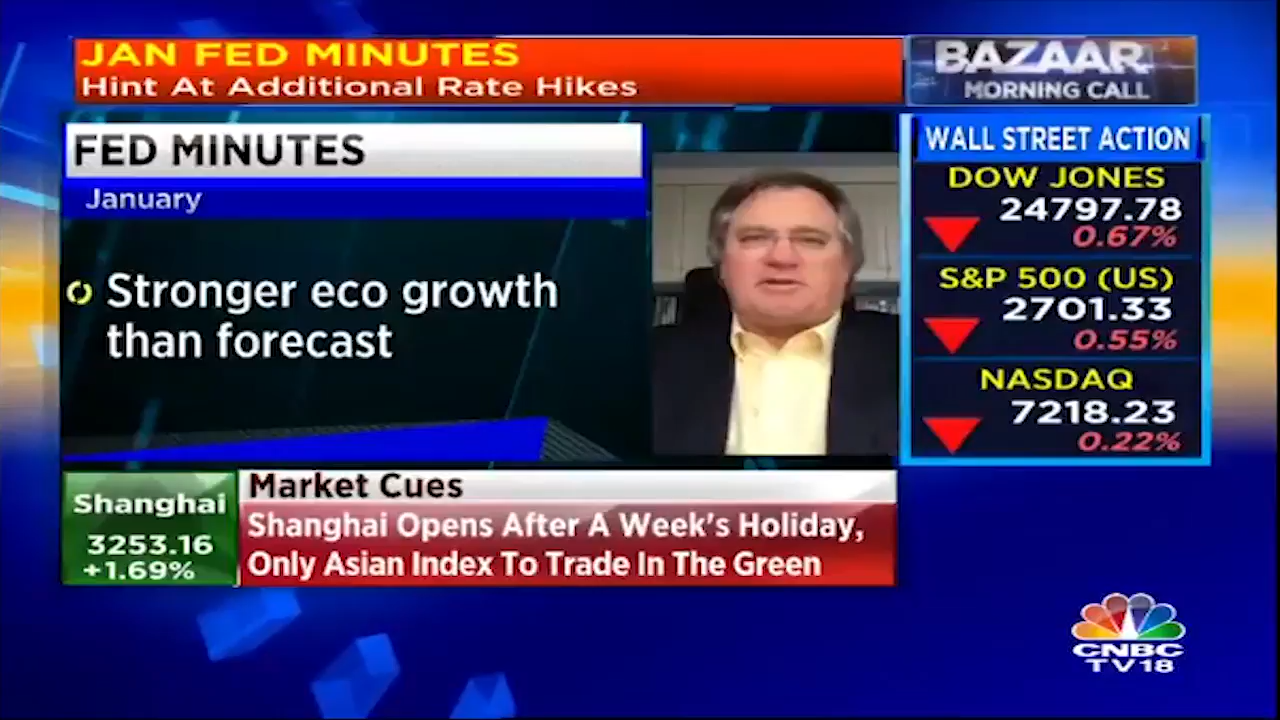 JAN FED MINUTES
Hint At Additional Rate Hikes
BAZAAR
MORNING CALL
FED MINUTES
January
Stronger eco growth
than forecast
WALL STREET ACTION
DOW JONES
24797.78
0.67%
S&P 500 (US)
2701.33
0.55%
NASDAQ
7218.23
0.22%
Shanghai
3253.16
+1.69%
Market Cues
Shanghai Opens After A Week's Holiday,
Only Asian Index To Trade In The Green
CNBC
TV18